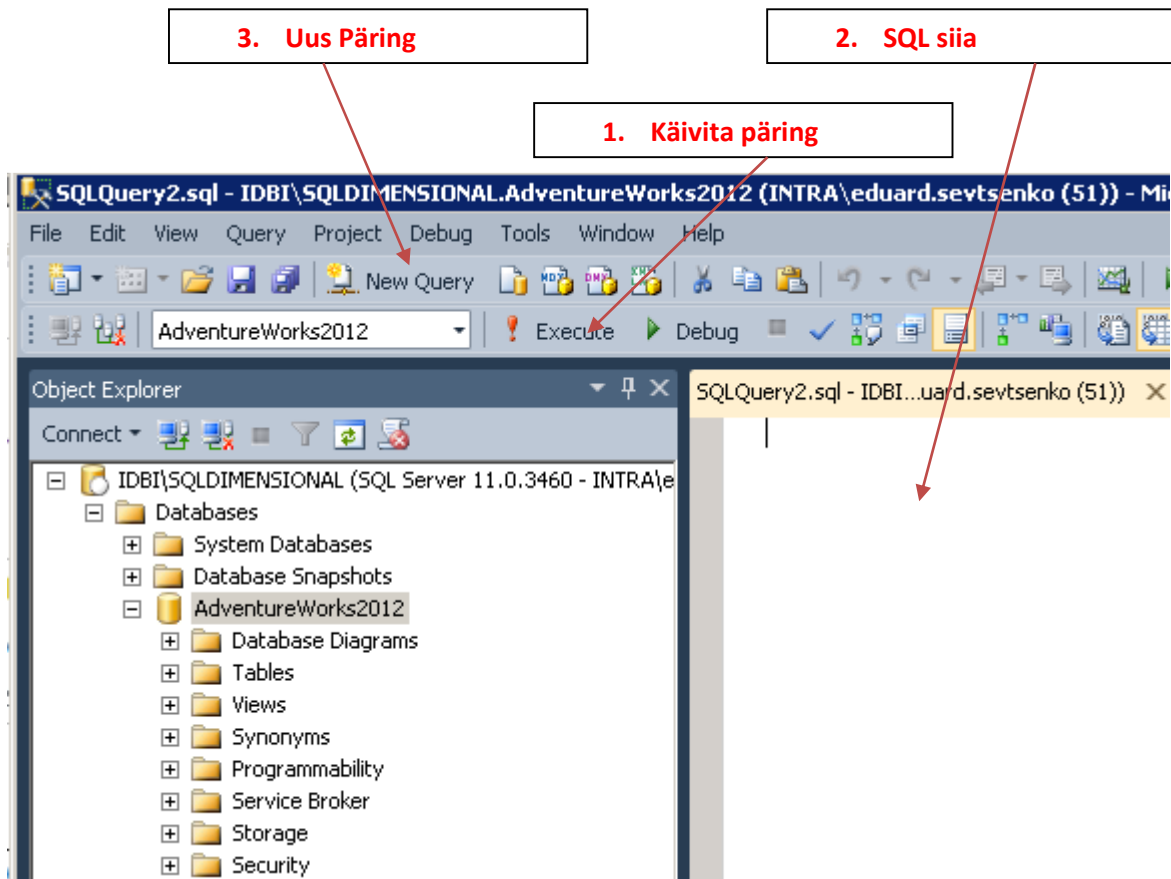 3. Uus Päring
2. SQL siia
1. Käivita päring
SQLQuery2.sql - IDBI\SQLDIMENSIONAL.AdventureWorks2012 (INTRA\eduard.sevtsenko (51)) - Mi
File Edit View Query Project Debug Tools Window Help
New Query MDX DMX XMLA
AdventureWorks2012 Execute Debug
Object Explorer
SQLQuery2.sql - IDBI...uard.sevtsenko (51))
Connect
IDBI\SQLDIMENSIONAL (SQL Server 11.0.3460 - INTRA\e
Databases
System Databases
Database Snapshots
AdventureWorks2012
Database Diagrams
Tables
Views
Synonyms
Programmability
Service Broker
Storage
Security